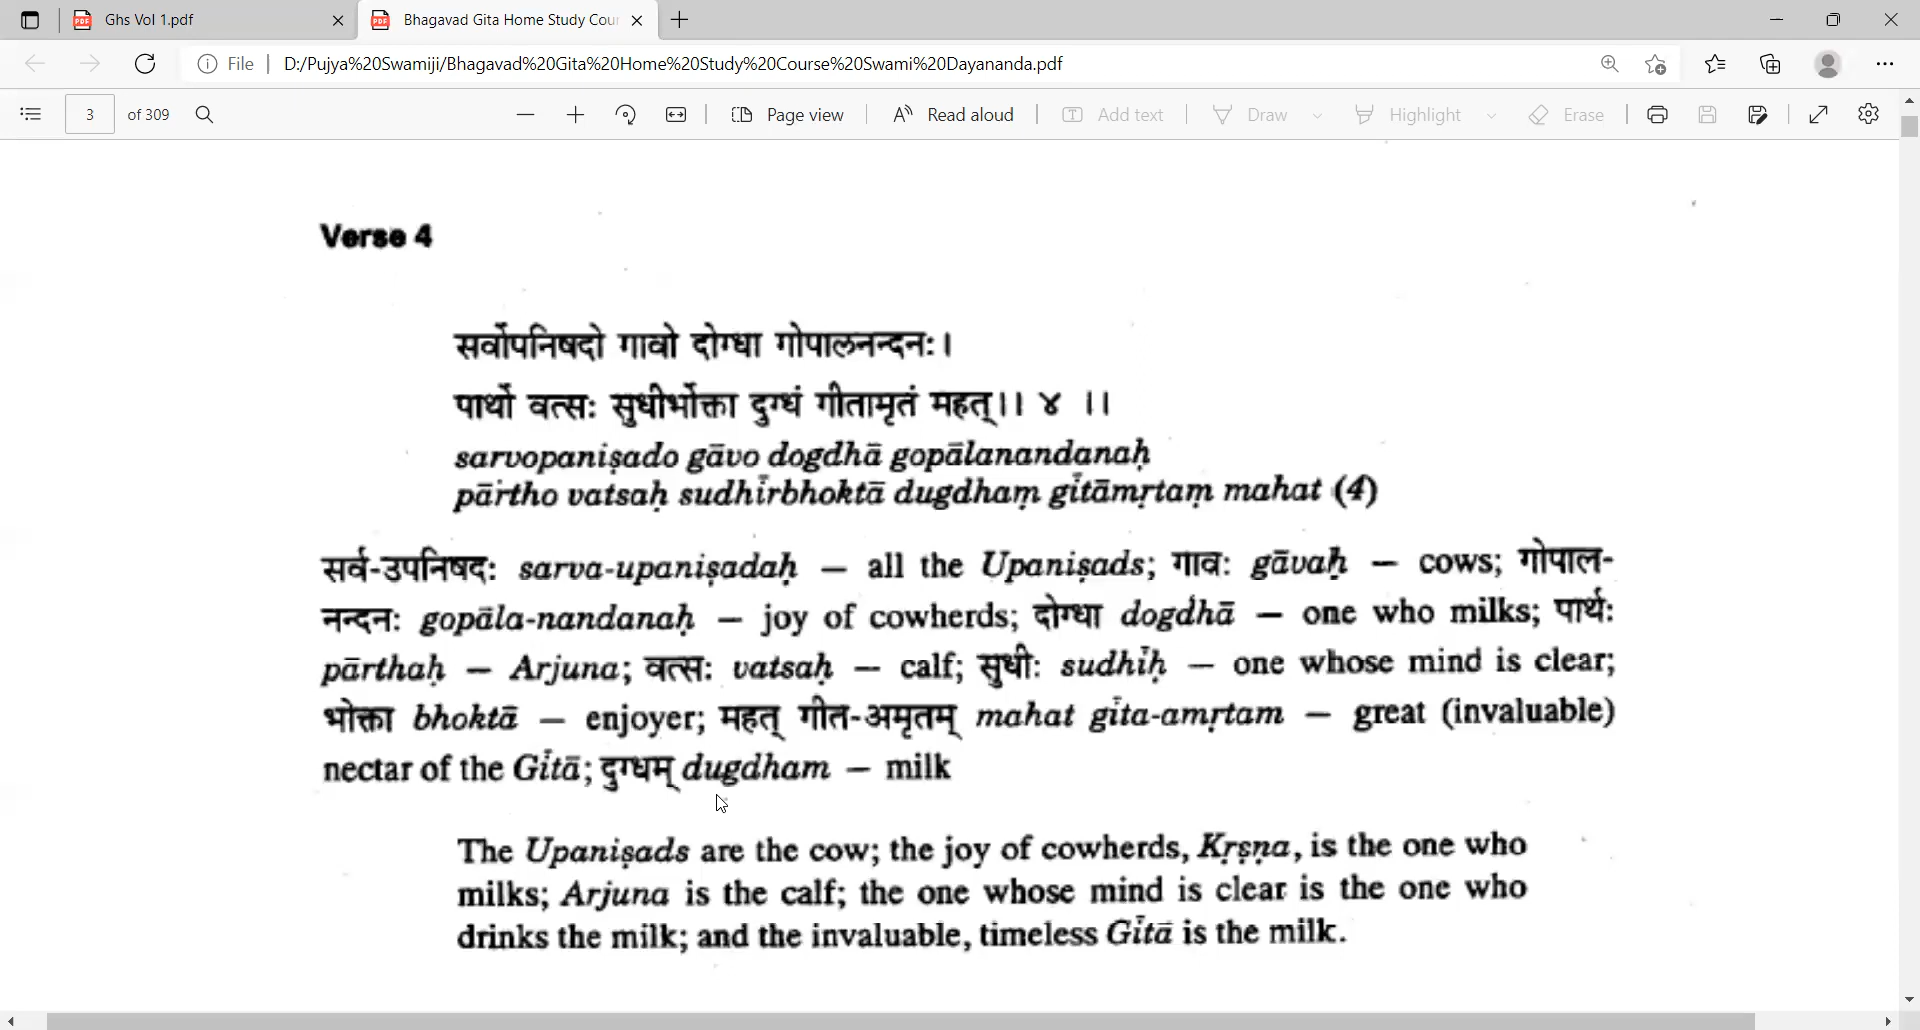 Ghs Vol 1.pdf
Bhagavad Gita Home Study Cour
File
D:/Pujya%20Swamiji/Bhagavad%20Gita%20Home%20Study%20Course%20Swami%20Dayananda.pdf
3 of 309
Page view
Read aloud
Add text
Draw
Highlight
Erase
Verse 4
सर्वोपनिषदो गावो दोग्धा गोपालनन्दनः।
पार्थो वत्सः सुधीर्भोक्ता दुग्धं गीतामृतं महत्।। ४ ।।
sarvopaniṣado gāvo dogdhā gopālanandanaḥ
pārtho vatsaḥ sudhīrbhoktā dugdhaṃ gītāmṛtaṃ mahat (4)
सर्व-उपनिषदः sarva-upaniṣadaḥ – all the Upaniṣads; गावः gāvaḥ – cows; गोपाल-
नन्दनः gopāla-nandanaḥ – joy of cowherds; दोग्धा dogdhā – one who milks; पार्थः
pārthaḥ – Arjuna; वत्सः vatsaḥ – calf; सुधीः sudhīḥ – one whose mind is clear;
भोक्ता bhoktā – enjoyer; महत् गीत-अमृतम् mahat gīta-amṛtam – great (invaluable)
nectar of the Gītā; दुग्धम् dugdham – milk
The Upaniṣads are the cow; the joy of cowherds, Kṛṣṇa, is the one who
milks; Arjuna is the calf; the one whose mind is clear is the one who
drinks the milk; and the invaluable, timeless Gītā is the milk.